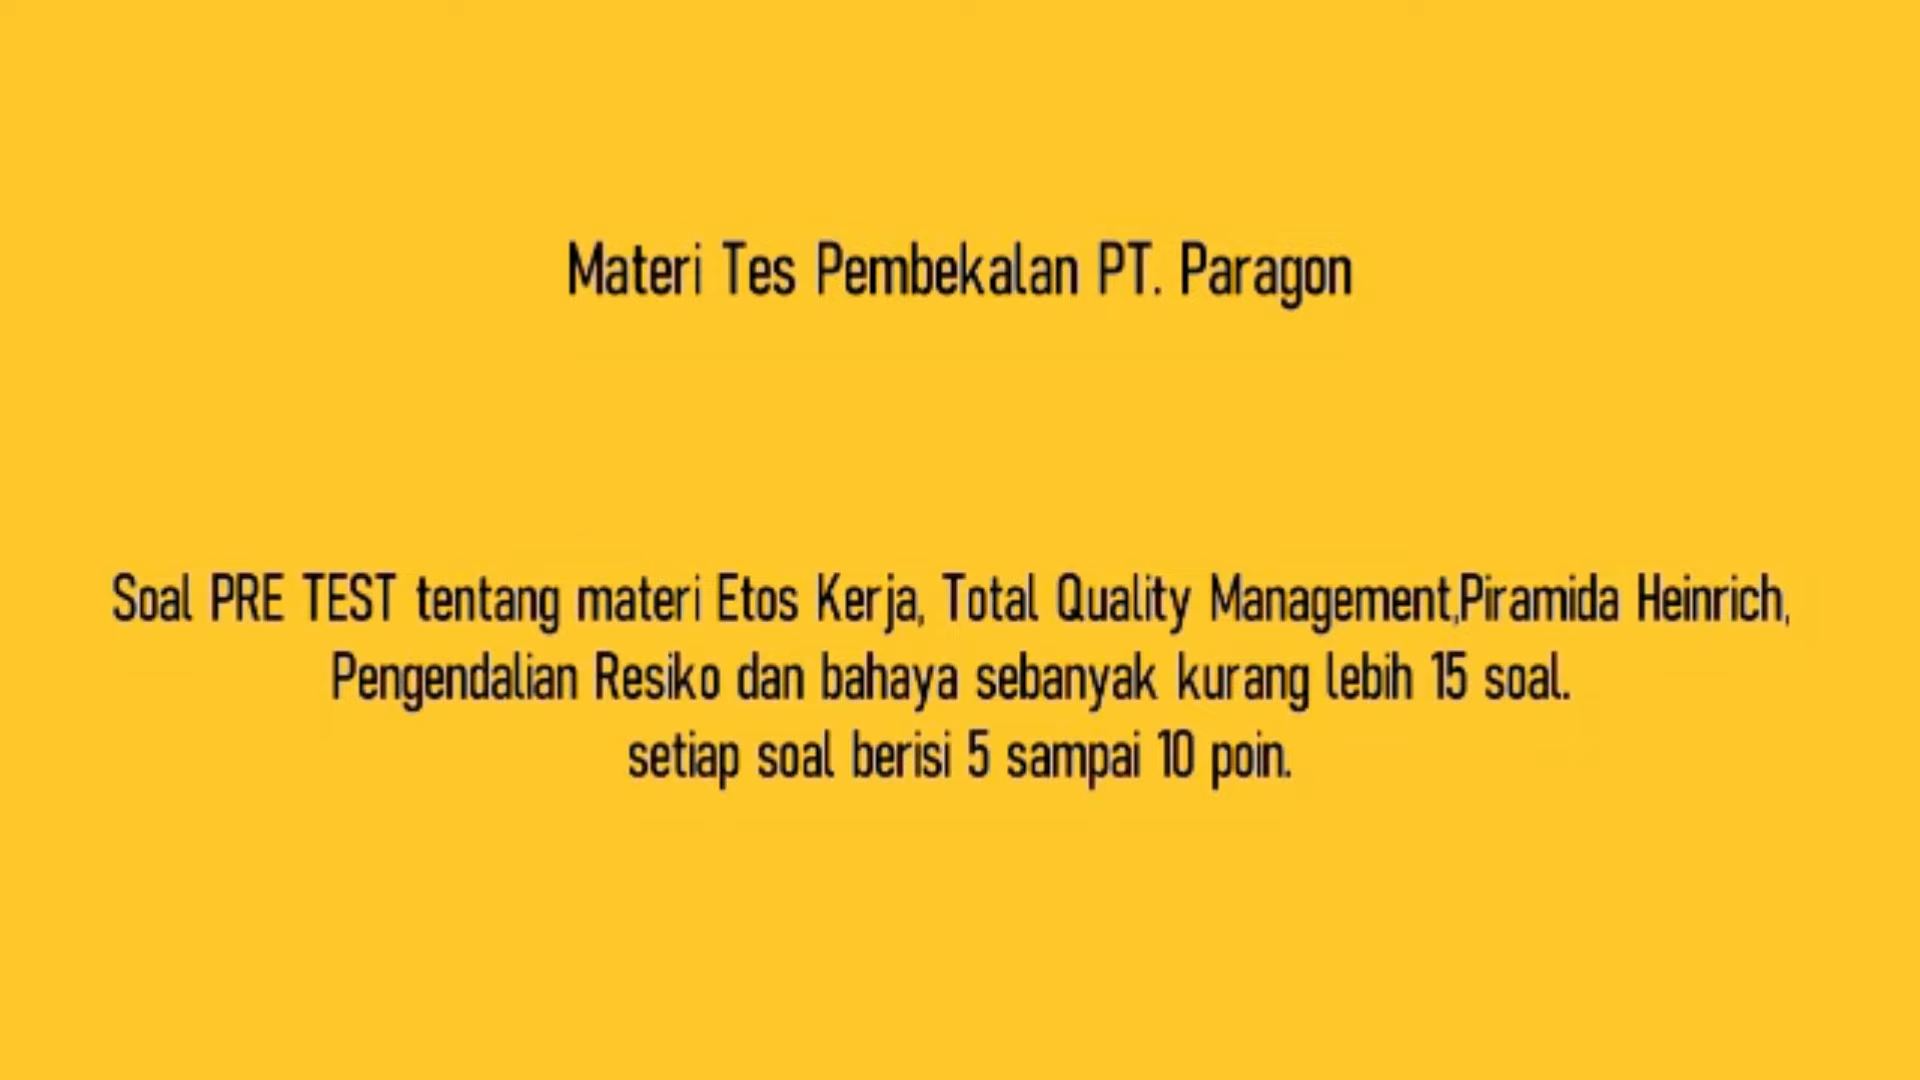 Materi Tes Pembekalan PT. Paragon
Soal PRE TEST tentang materi Etos Kerja, Total Quality Management,Piramida Heinrich,
Pengendalian Resiko dan bahaya sebanyak kurang lebih 15 soal.
setiap soal berisi 5 sampai 10 poin.